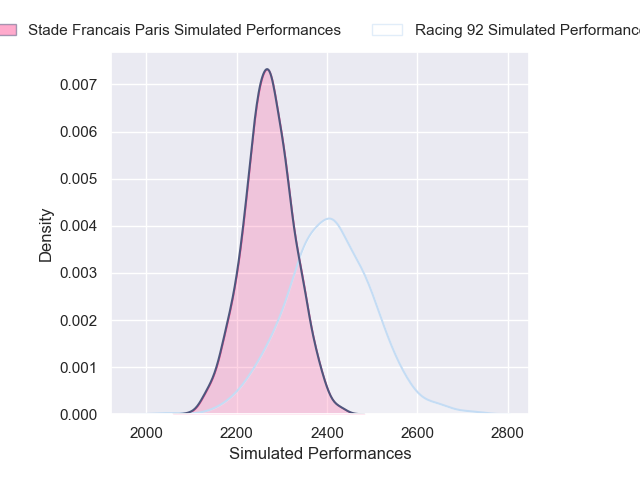 Stade Francais Paris Simulated Performances Racing 92 Simulated
0.007
0.006
0.005
0.004
0.003
0.002
0.001
0.000
Density
2000 2200 2400 2600 2800
Simulated Performances